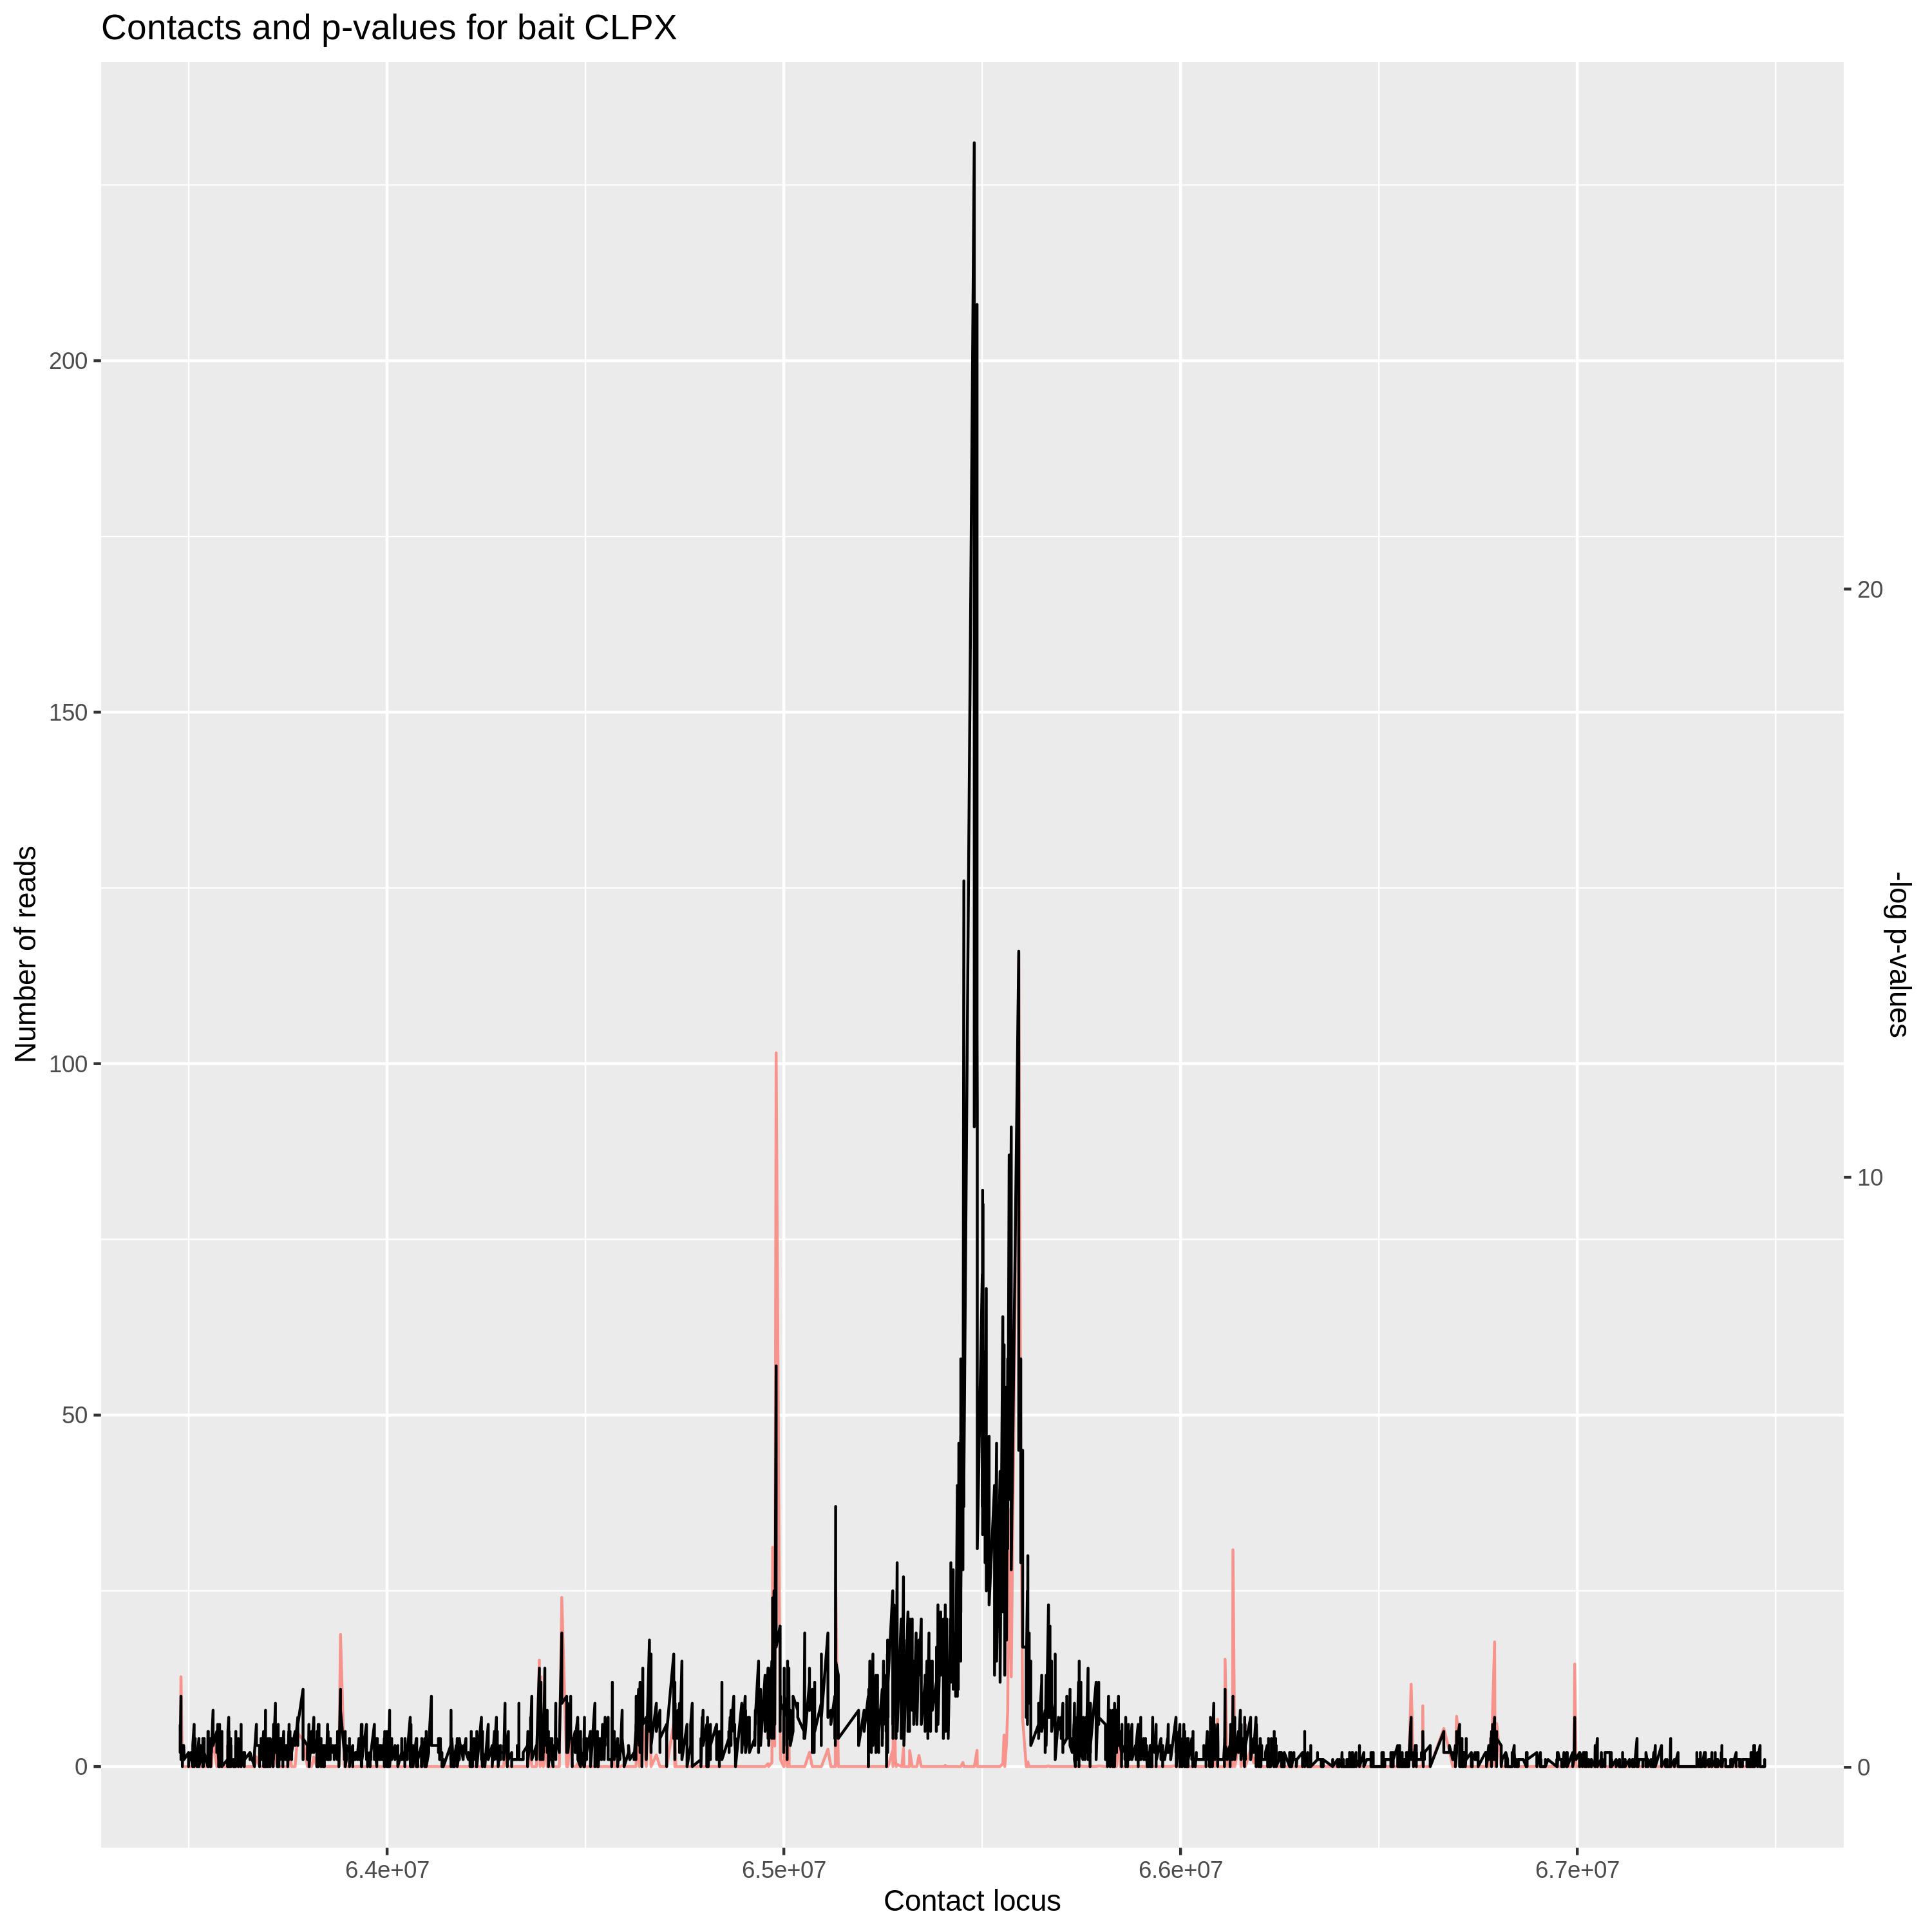 Contacts and p-values for bait CLPX
Number of reads
200
150
100
50
0
20
10
0
-log p-values
6.4e+07
6.5e+07
6.6e+07
6.7e+07
Contact locus